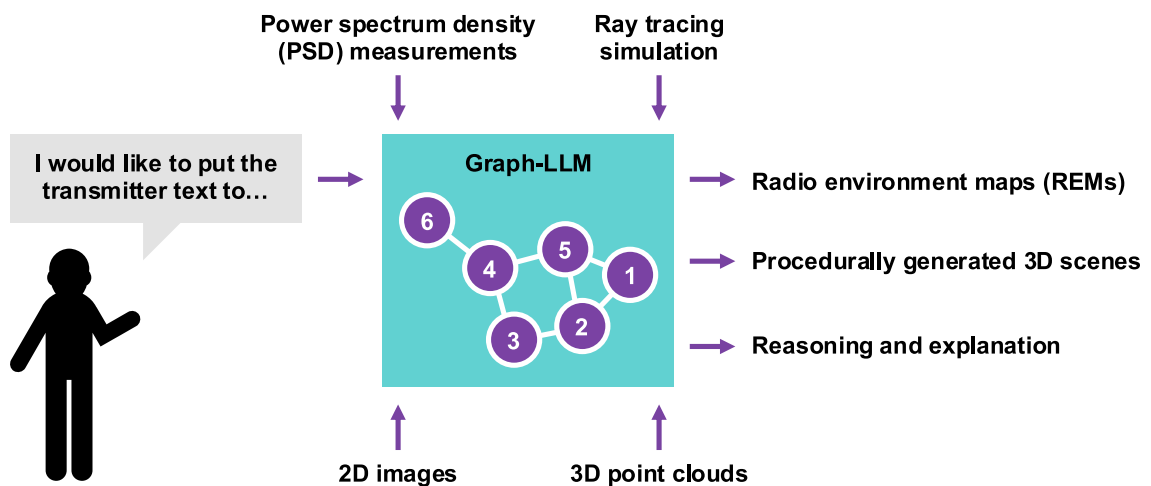 Power spectrum density
(PSD) measurements
Ray tracing
simulation
I would like to put the
transmitter text to…
Graph-LLM
6
5
4
1
2
3
Radio environment maps (REMs)
Procedurally generated 3D scenes
Reasoning and explanation
2D images
3D point clouds